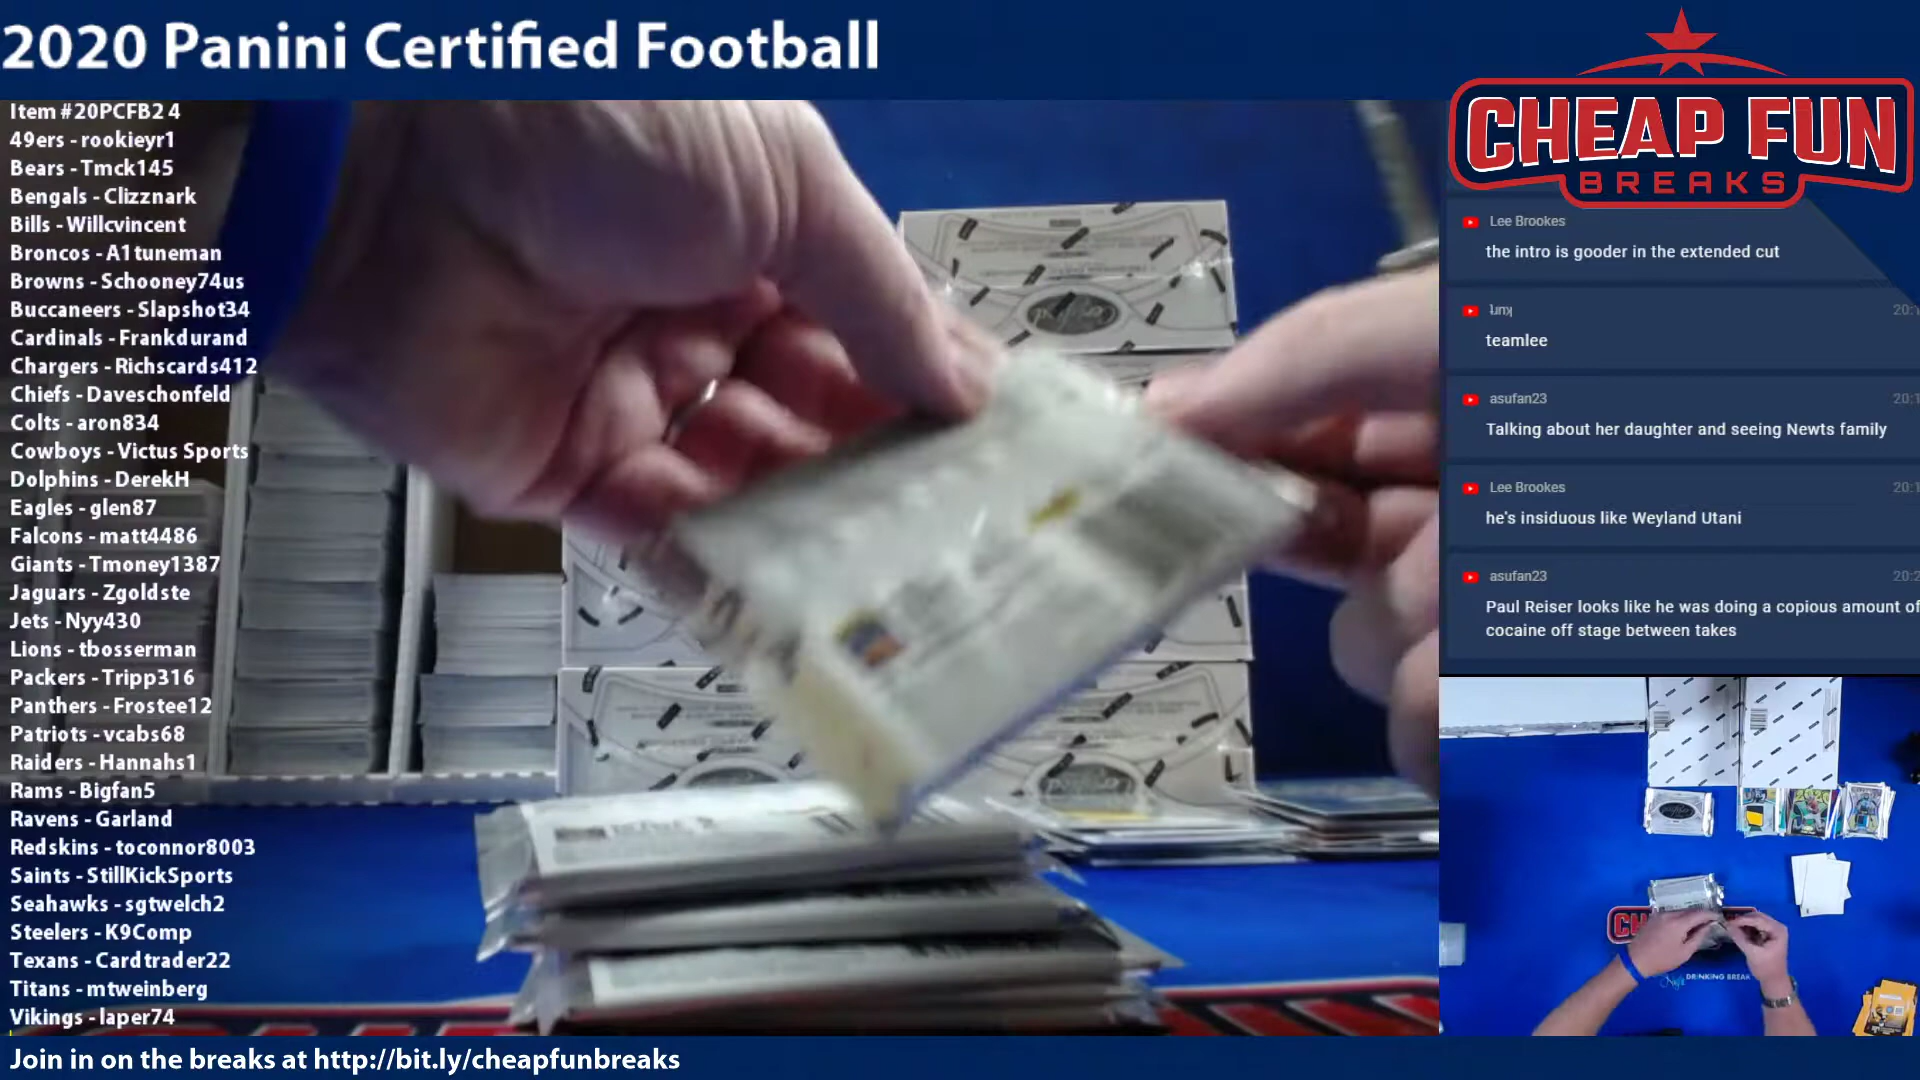 2020 Panini Certified Football
CHEAP FUN
BREAKS
Item #20PCFB2 4
49ers - rookieyr1
Bears - Tmck145
Bengals - Clizznark
Bills - Willcvincent
Broncos - A1tuneman
Browns - Schooney74us
Buccaneers - Slapshot34
Cardinals - Frankdurand
Chargers - Richscards412
Chiefs - Daveschonfeld
Colts - aron834
Cowboys - Victus Sports
Dolphins - DerekH
Eagles - glen87
Falcons - matt4486
Giants - Tmoney1387
Jaguars - Zgoldste
Jets - Nyy430
Lions - tbosserman
Packers - Tripp316
Panthers - Frostee12
Patriots - vcabs68
Raiders - Hannahs1
Rams - Bigfan5
Ravens - Garland
Redskins - toconnor8003
Saints - StillKickSports
Seahawks - sgtwelch2
Steelers - K9Comp
Texans - Cardtrader22
Titans - mtweinberg
Vikings - laper74
Lee Brookes
the intro is gooder in the extended cut
teamlee
asufan23
Talking about her daughter and seeing Newts family
Lee Brookes
he's insiduous like Weyland Utani
asufan23
Paul Reiser looks like he was doing a copious amount of
cocaine off stage between takes
DRINKING BREAK
Join in on the breaks at http://bit.ly/cheapfunbreaks